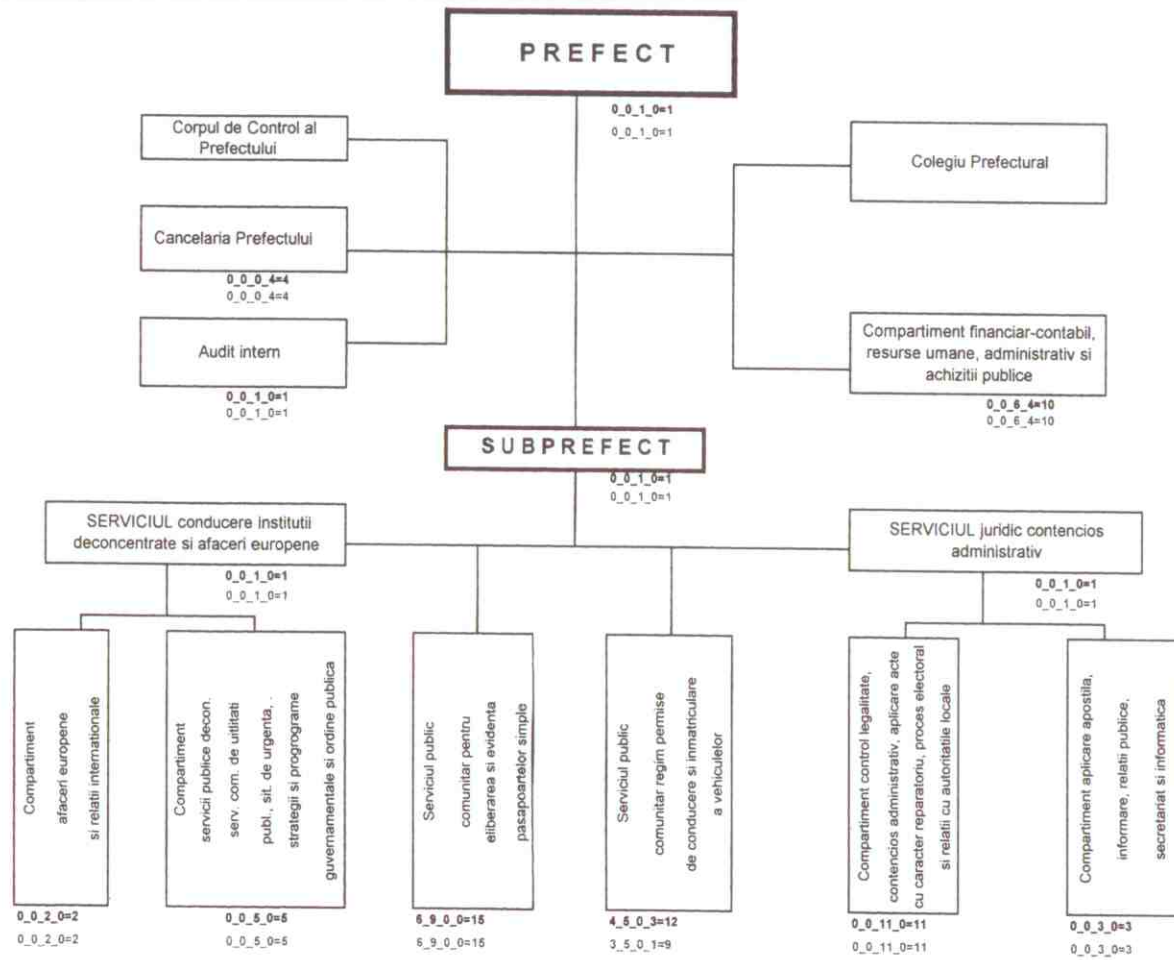 PREFECT
0_0_1_0=1
0_0_1_0=1
Corpul de Control al
Prefectului
Colegiu Prefectural
Cancelaria Prefectului
0_0_0_4=4
0_0_0_4=4
Audit intern
0_0_1_0=1
0_0_1_0=1
Compartiment financiar-contabil,
resurse umane, administrativ si
achizitii publice
0_0_6_4=10
0_0_6_4=10
SUBPREFECT
0_0_1_0=1
0_0_1_0=1
SERVICIUL conducere institutii
deconcentrate si afaceri europene
0_0_1_0=1
0_0_1_0=1
SERVICIUL juridic contencios
administrativ
0_0_1_0=1
0_0_1_0=1
Compartiment
afaceri europene
si relatii internationale
0_0_2_0=2
0_0_2_0=2
Compartiment
servicii publice decon.
serv. com. de uitlitati
publ., sit. de urgenta, .
strategii si progrograme
guvernamentale si ordine publica
0_0_5_0=5
0_0_5_0=5
Serviciul public
comunitar pentru
eliberarea si evidenta
pasapoartelor simple
6_9_0_0=15
6_9_0_0=15
Serviciul public
comunitar regim permise
de conducere si inmatriculare
a vehiculelor
4_5_0_3=12
3_5_0_1=9
Compartiment control legalitate,
contencios administrativ, aplicare acte
cu caracter reparatoriu, proces electoral
si relatii cu autoritatile locale
0_0_11_0=11
0_0_11_0=11
Compartiment aplicare apostila,
informare, relatii publice,
secretariat si informatica
0_0_3_0=3
0_0_3_0=3